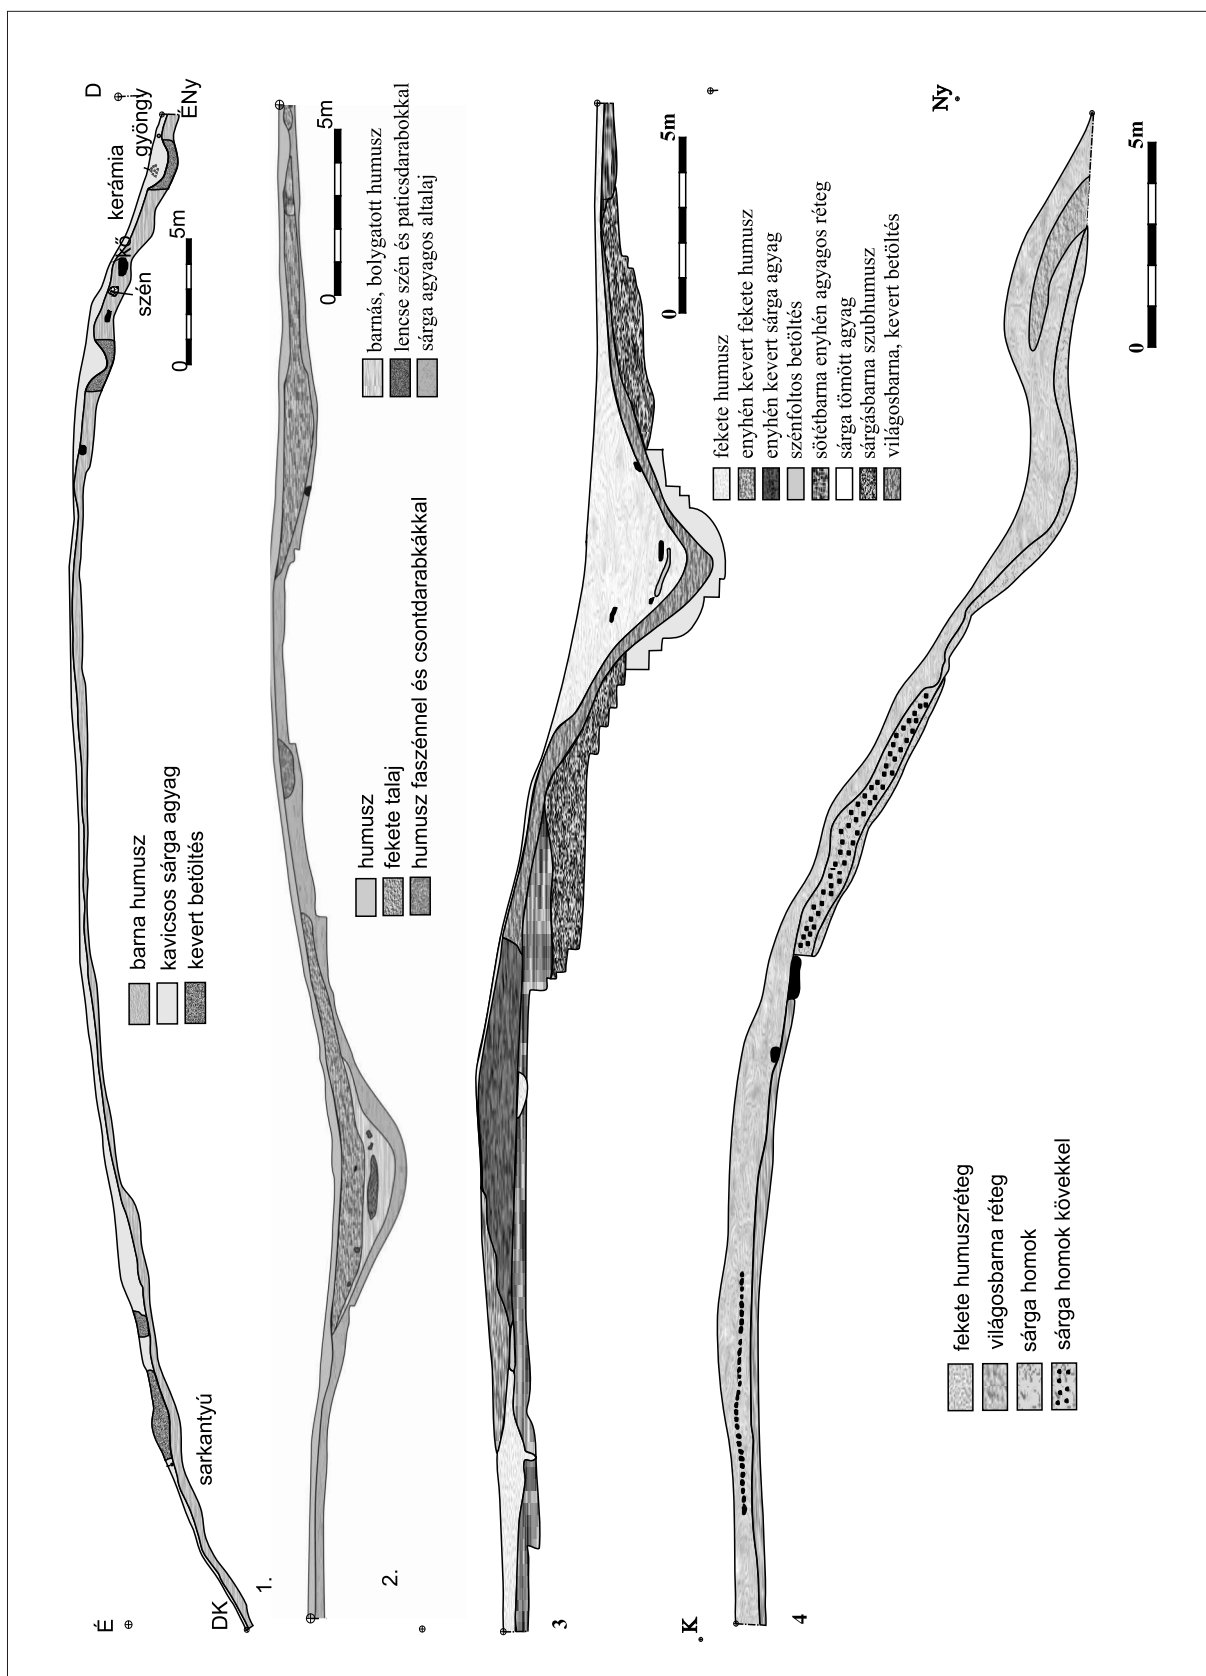 É
D
DK
ÉNy
sarkantyú
szén
kő
kerámia
gyöngy
barna humusz
kavicsos sárga agyag
kevert betöltés
0
5m
1.
humusz
fekete talaj
humusz faszénnel és csontdarabkákkal
barnás, bolygatott humusz
lencse szén és paticsdarabokkal
sárga agyagos altalaj
0
5m
2.
fekete humusz
enyhén kevert fekete humusz
enyhén kevert sárga agyag
szénfoltos betöltés
sötétbarna enyhén agyagos réteg
sárga tömött agyag
sárgásbarna szubhumusz
világosbarna, kevert betöltés
0
5m
3
K
Ny
fekete humuszréteg
világosbarna réteg
sárga homok
sárga homok kövekkel
0
5m
4